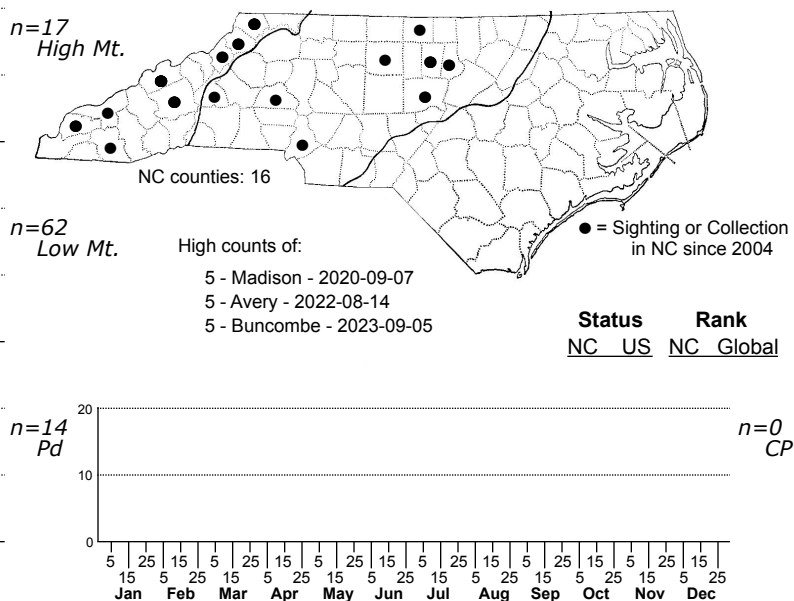 n=17
High Mt.
NC counties: 16
n=62
Low Mt.
High counts of:
5 - Madison - 2020-09-07
5 - Avery - 2022-08-14
5 - Buncombe - 2023-09-05
● = Sighting or Collection
in NC since 2004
Status Rank
NC US NC Global
n=14
Pd
20
10
0
n=0
CP
5 25 15 5 25 15 5 25 15 5 25 15 5 25 15 5 25 15
15 5 25 15 5 25 15 5 25 15 5 25 15 5 25 15 5 25
Jan Feb Mar Apr May Jun Jul Aug Sep Oct Nov Dec